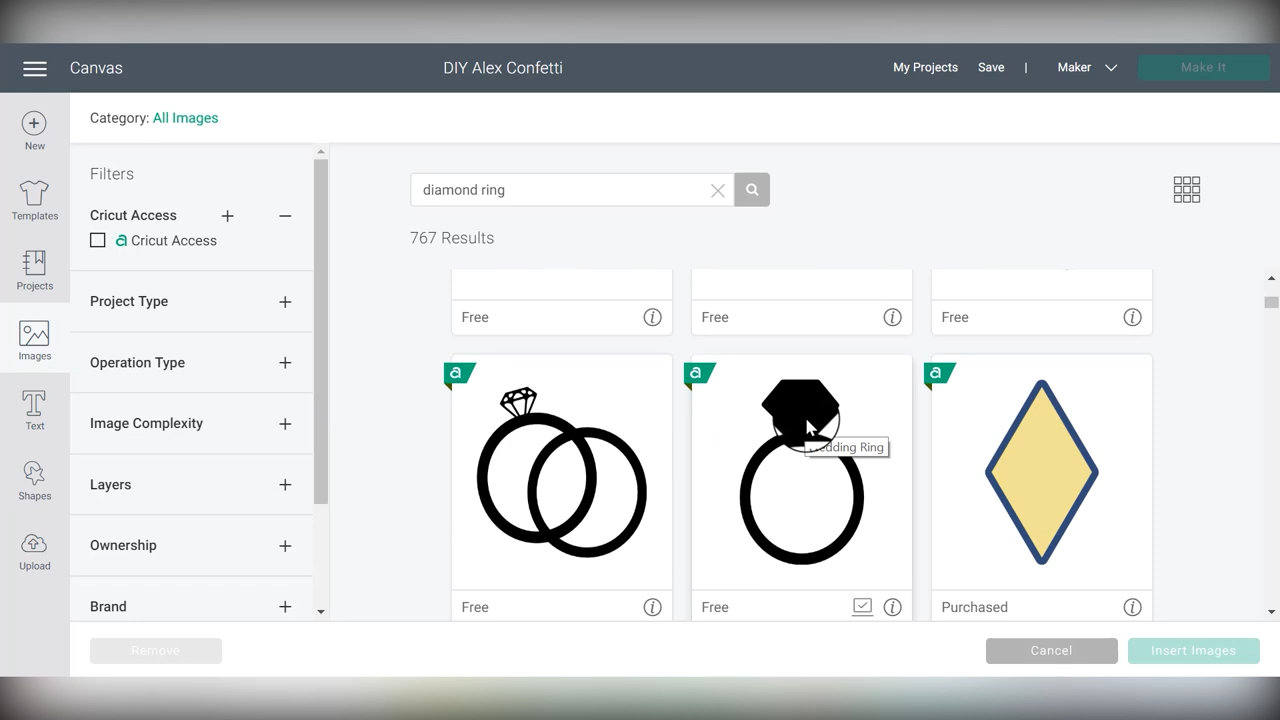 Canvas
DIY Alex Confetti
My Projects
Save
|
Maker
Make It
New
Templates
Projects
Images
Text
Shapes
Upload
Category: All Images
Filters
Cricut Access
a Cricut Access
Project Type
Operation Type
Image Complexity
Layers
Ownership
Brand
diamond ring
767 Results
Free
Free
Free
a
a
a
Wedding Ring
Free
Free
Purchased
Remove
Cancel
Insert Images